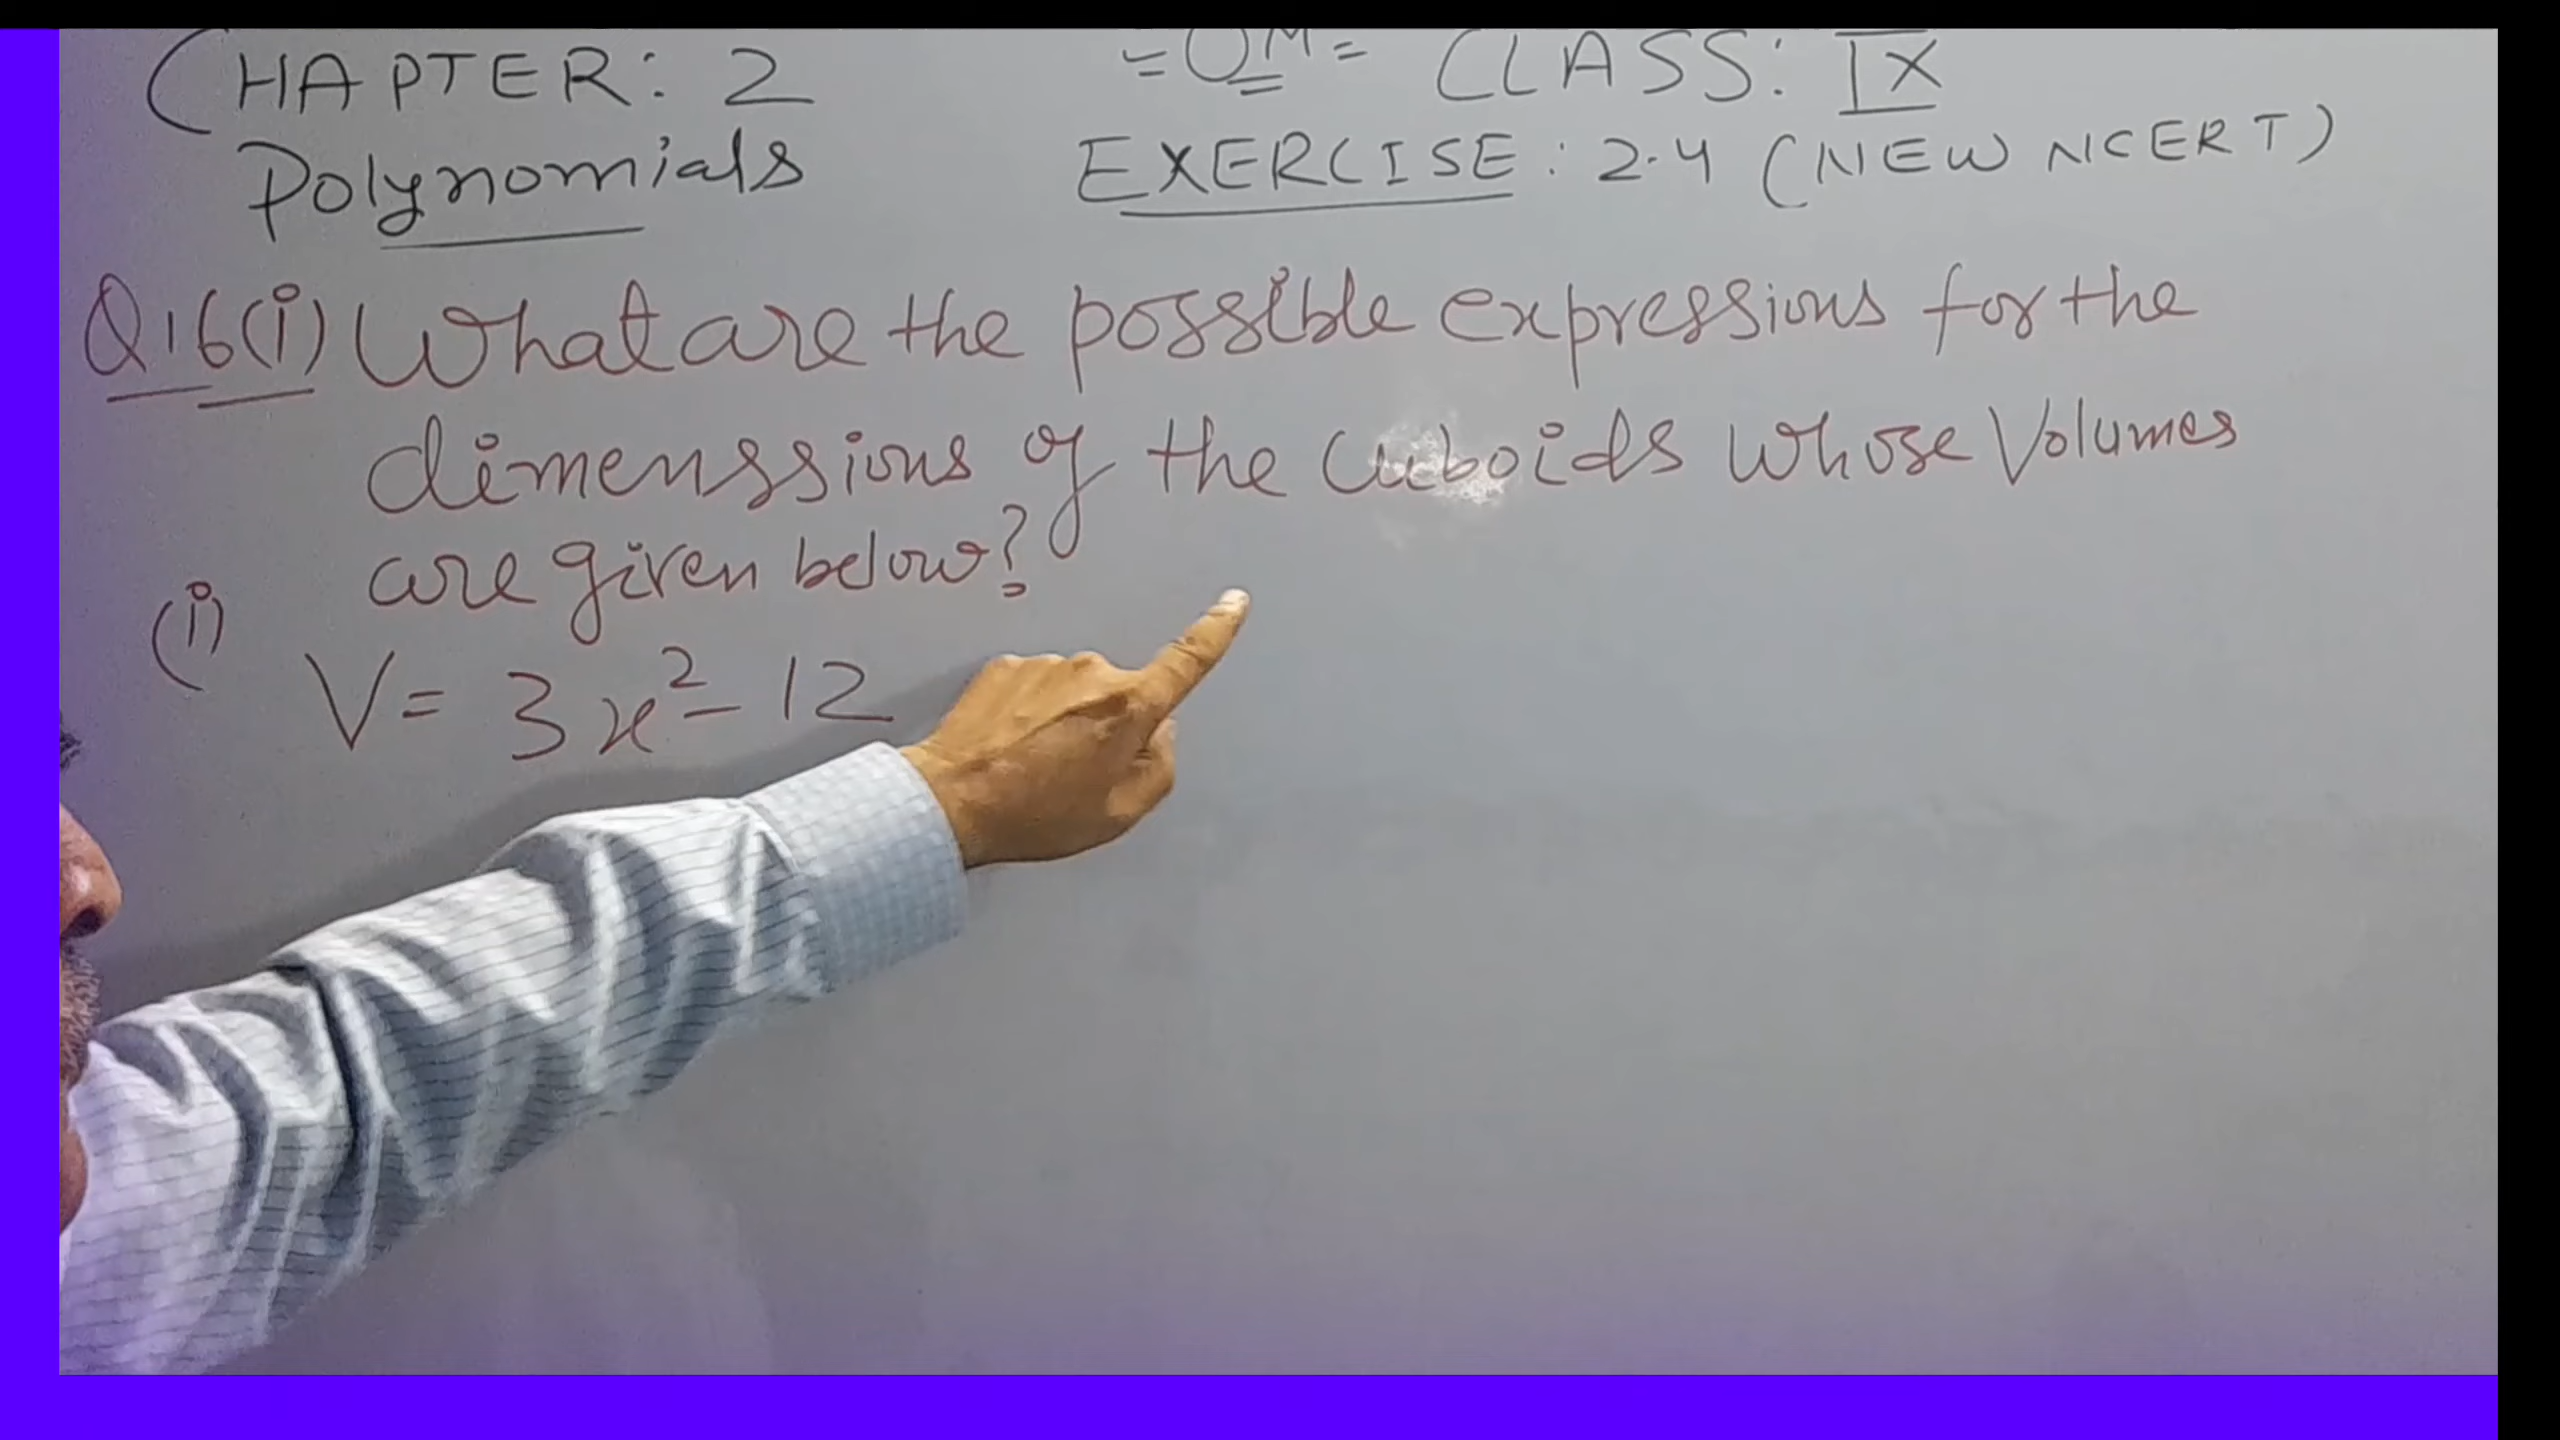 CHAPTER: 2
=OM= CLASS: IX
Polynomials
EXERCISE: 2.4 (NEW NCERT)
Q16(i) What are the possible expressions for the
dimenssions of the cuboids whose Volumes
are given below?
(i)
V= 3x²-12